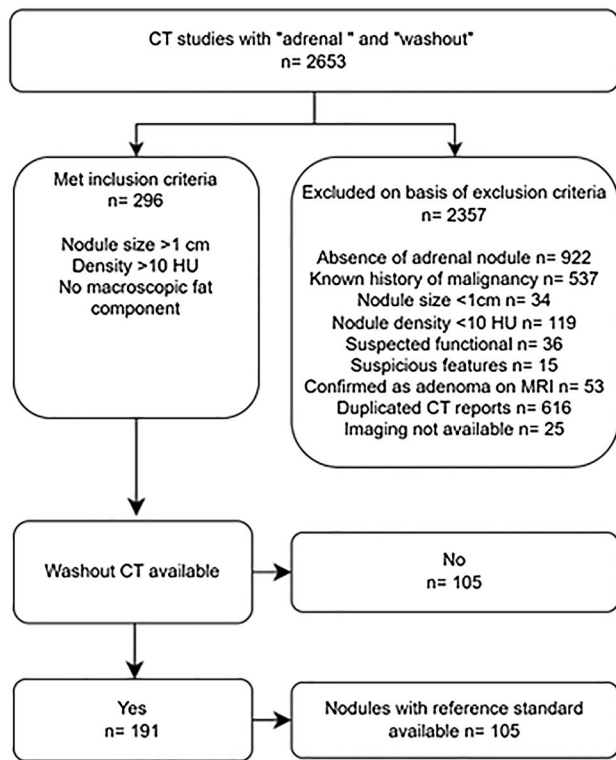 CT studies with "adrenal " and "washout"
n= 2653
Met inclusion criteria
n= 296
Nodule size >1 cm
Density >10 HU
No macroscopic fat
component
Excluded on basis of exclusion criteria
n= 2357
Absence of adrenal nodule n= 922
Known history of malignancy n= 537
Nodule size <1cm n= 34
Nodule density <10 HU n= 119
Suspected functional n= 36
Suspicious features n= 15
Confirmed as adenoma on MRI n= 53
Duplicated CT reports n= 616
Imaging not available n= 25
Washout CT available
No
n= 105
Yes
n= 191
Nodules with reference standard
available n= 105